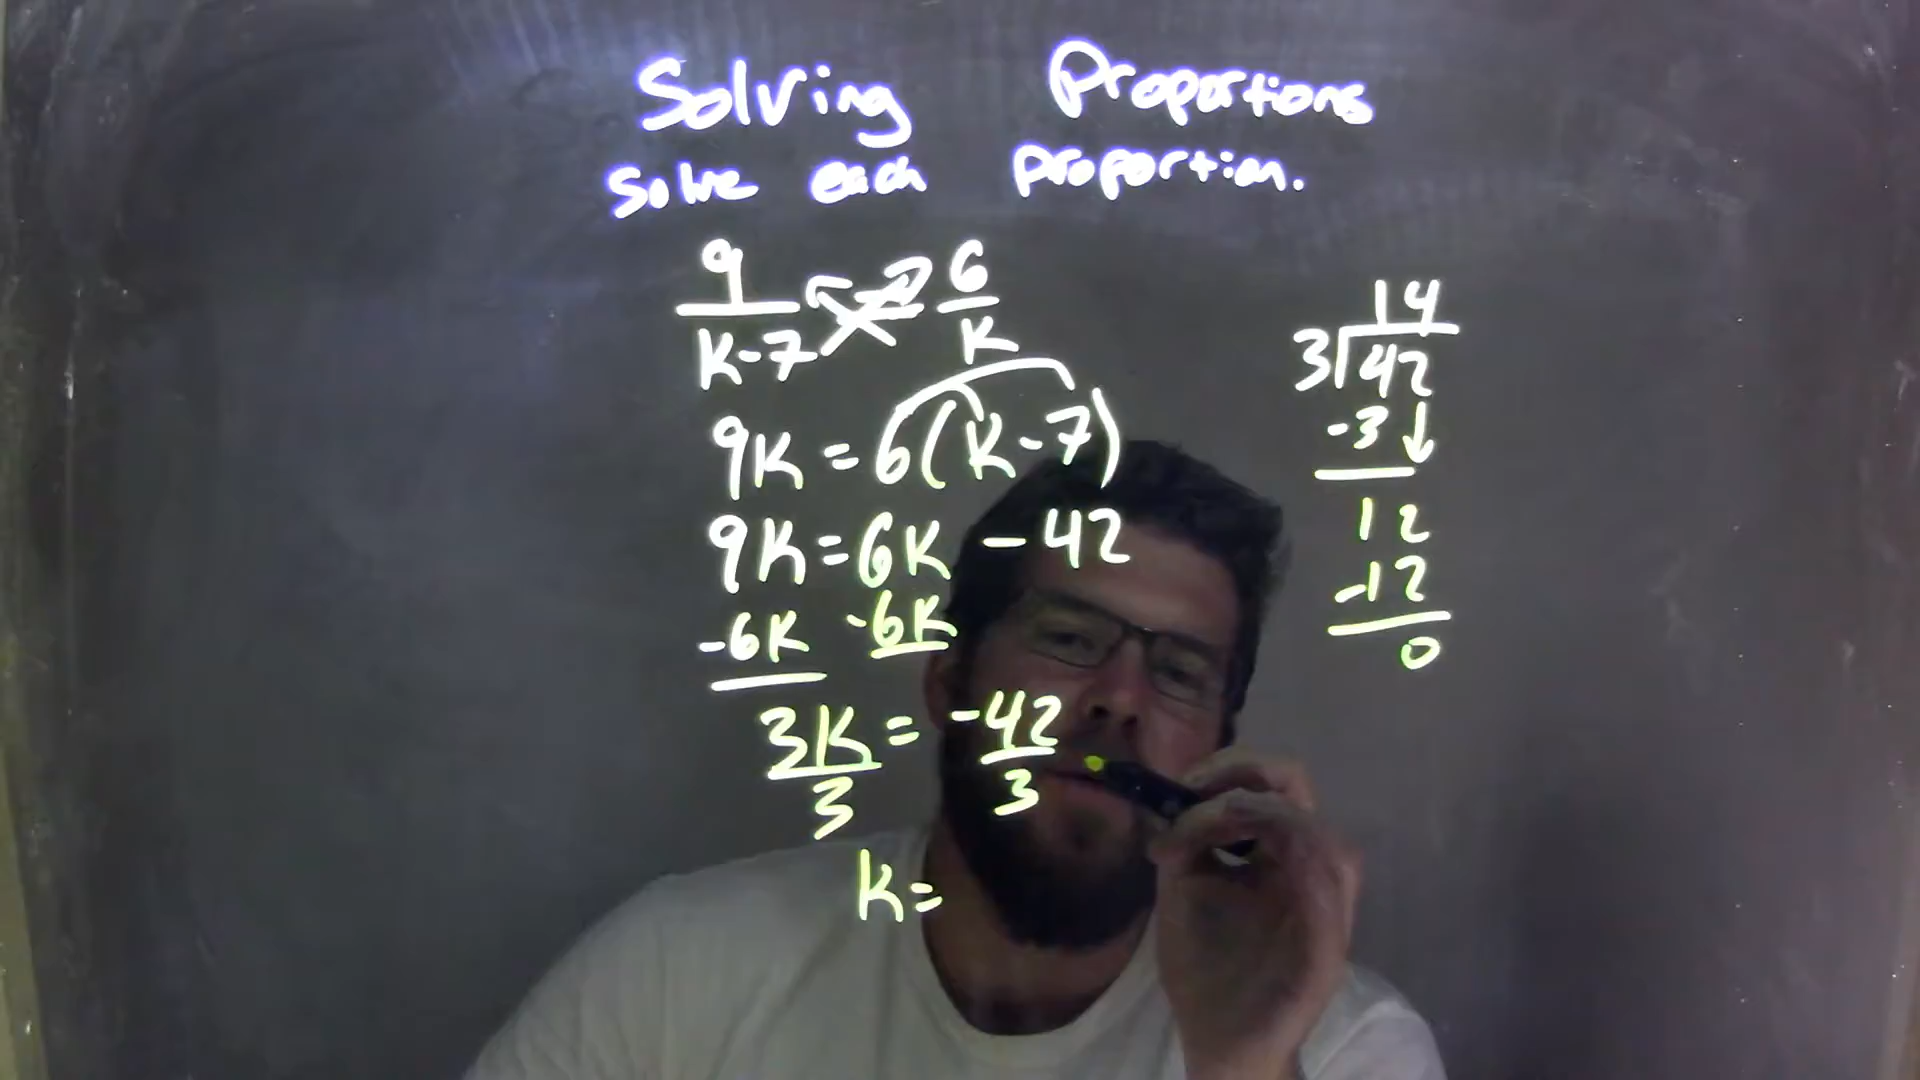 Solving Proportions
Solve each proportion.
9 6
K-7 K
9K=6(K-7)
9K=6K-42
-6K -6K
3K=-42
3 3
K=
14
3 42
-3
12
-12
0